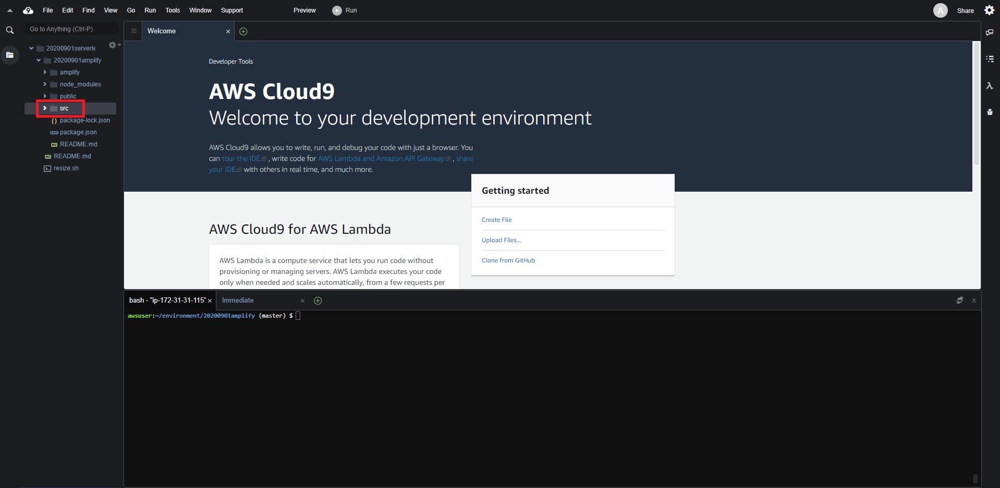 File Edit Find View Go Run Tools Window Support Preview Run A Share
Go to Anything (Ctrl-P)
20200901serverle
20200901amplify
amplify
node_modules
public
src
package-lock.json
package.json
README.md
README.md
resize.sh
Welcome
Developer Tools
AWS Cloud9
Welcome to your development environment
AWS Cloud9 allows you to write, run, and debug your code with just a browser. You
can tour the IDE , write code for AWS Lambda and Amazon API Gateway , share
your IDE with others in real time, and much more.
Getting started
Create File
Upload Files...
Clone from GitHub
AWS Cloud9 for AWS Lambda
AWS Lambda is a compute service that lets you run code without
provisioning or managing servers. AWS Lambda executes your code
only when needed and scales automatically, from a few requests per
bash - "ip-172-31-31-115" Immediate
awsuser:~/environment/20200901amplify (master) $